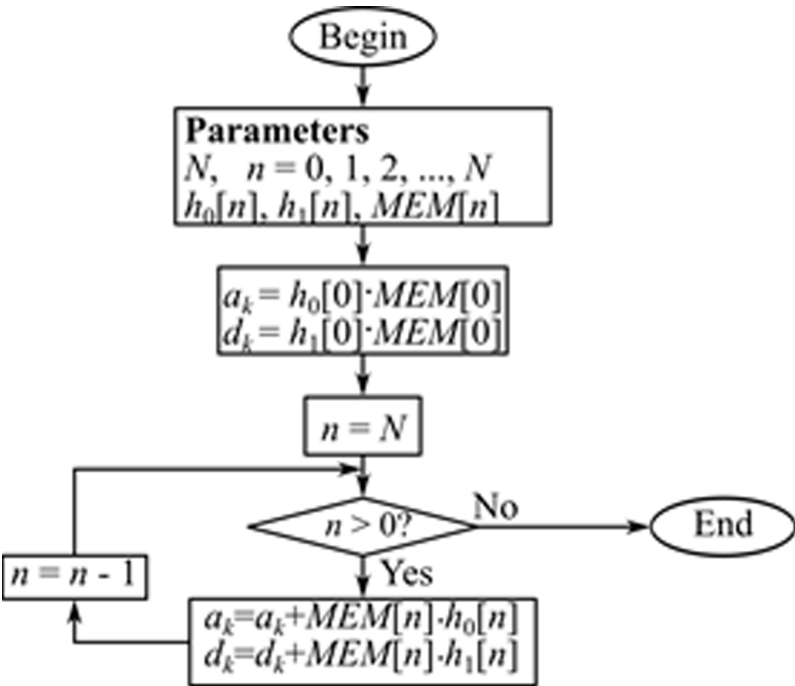 Begin
Parameters
N, n = 0, 1, 2, ..., N
h₀[n], h₁[n], MEM[n]
aₖ = h₀[0]·MEM[0]
dₖ = h₁[0]·MEM[0]
n = N
n > 0?
No
End
Yes
n = n - 1
aₖ=aₖ+MEM[n]·h₀[n]
dₖ=dₖ+MEM[n]·h₁[n]